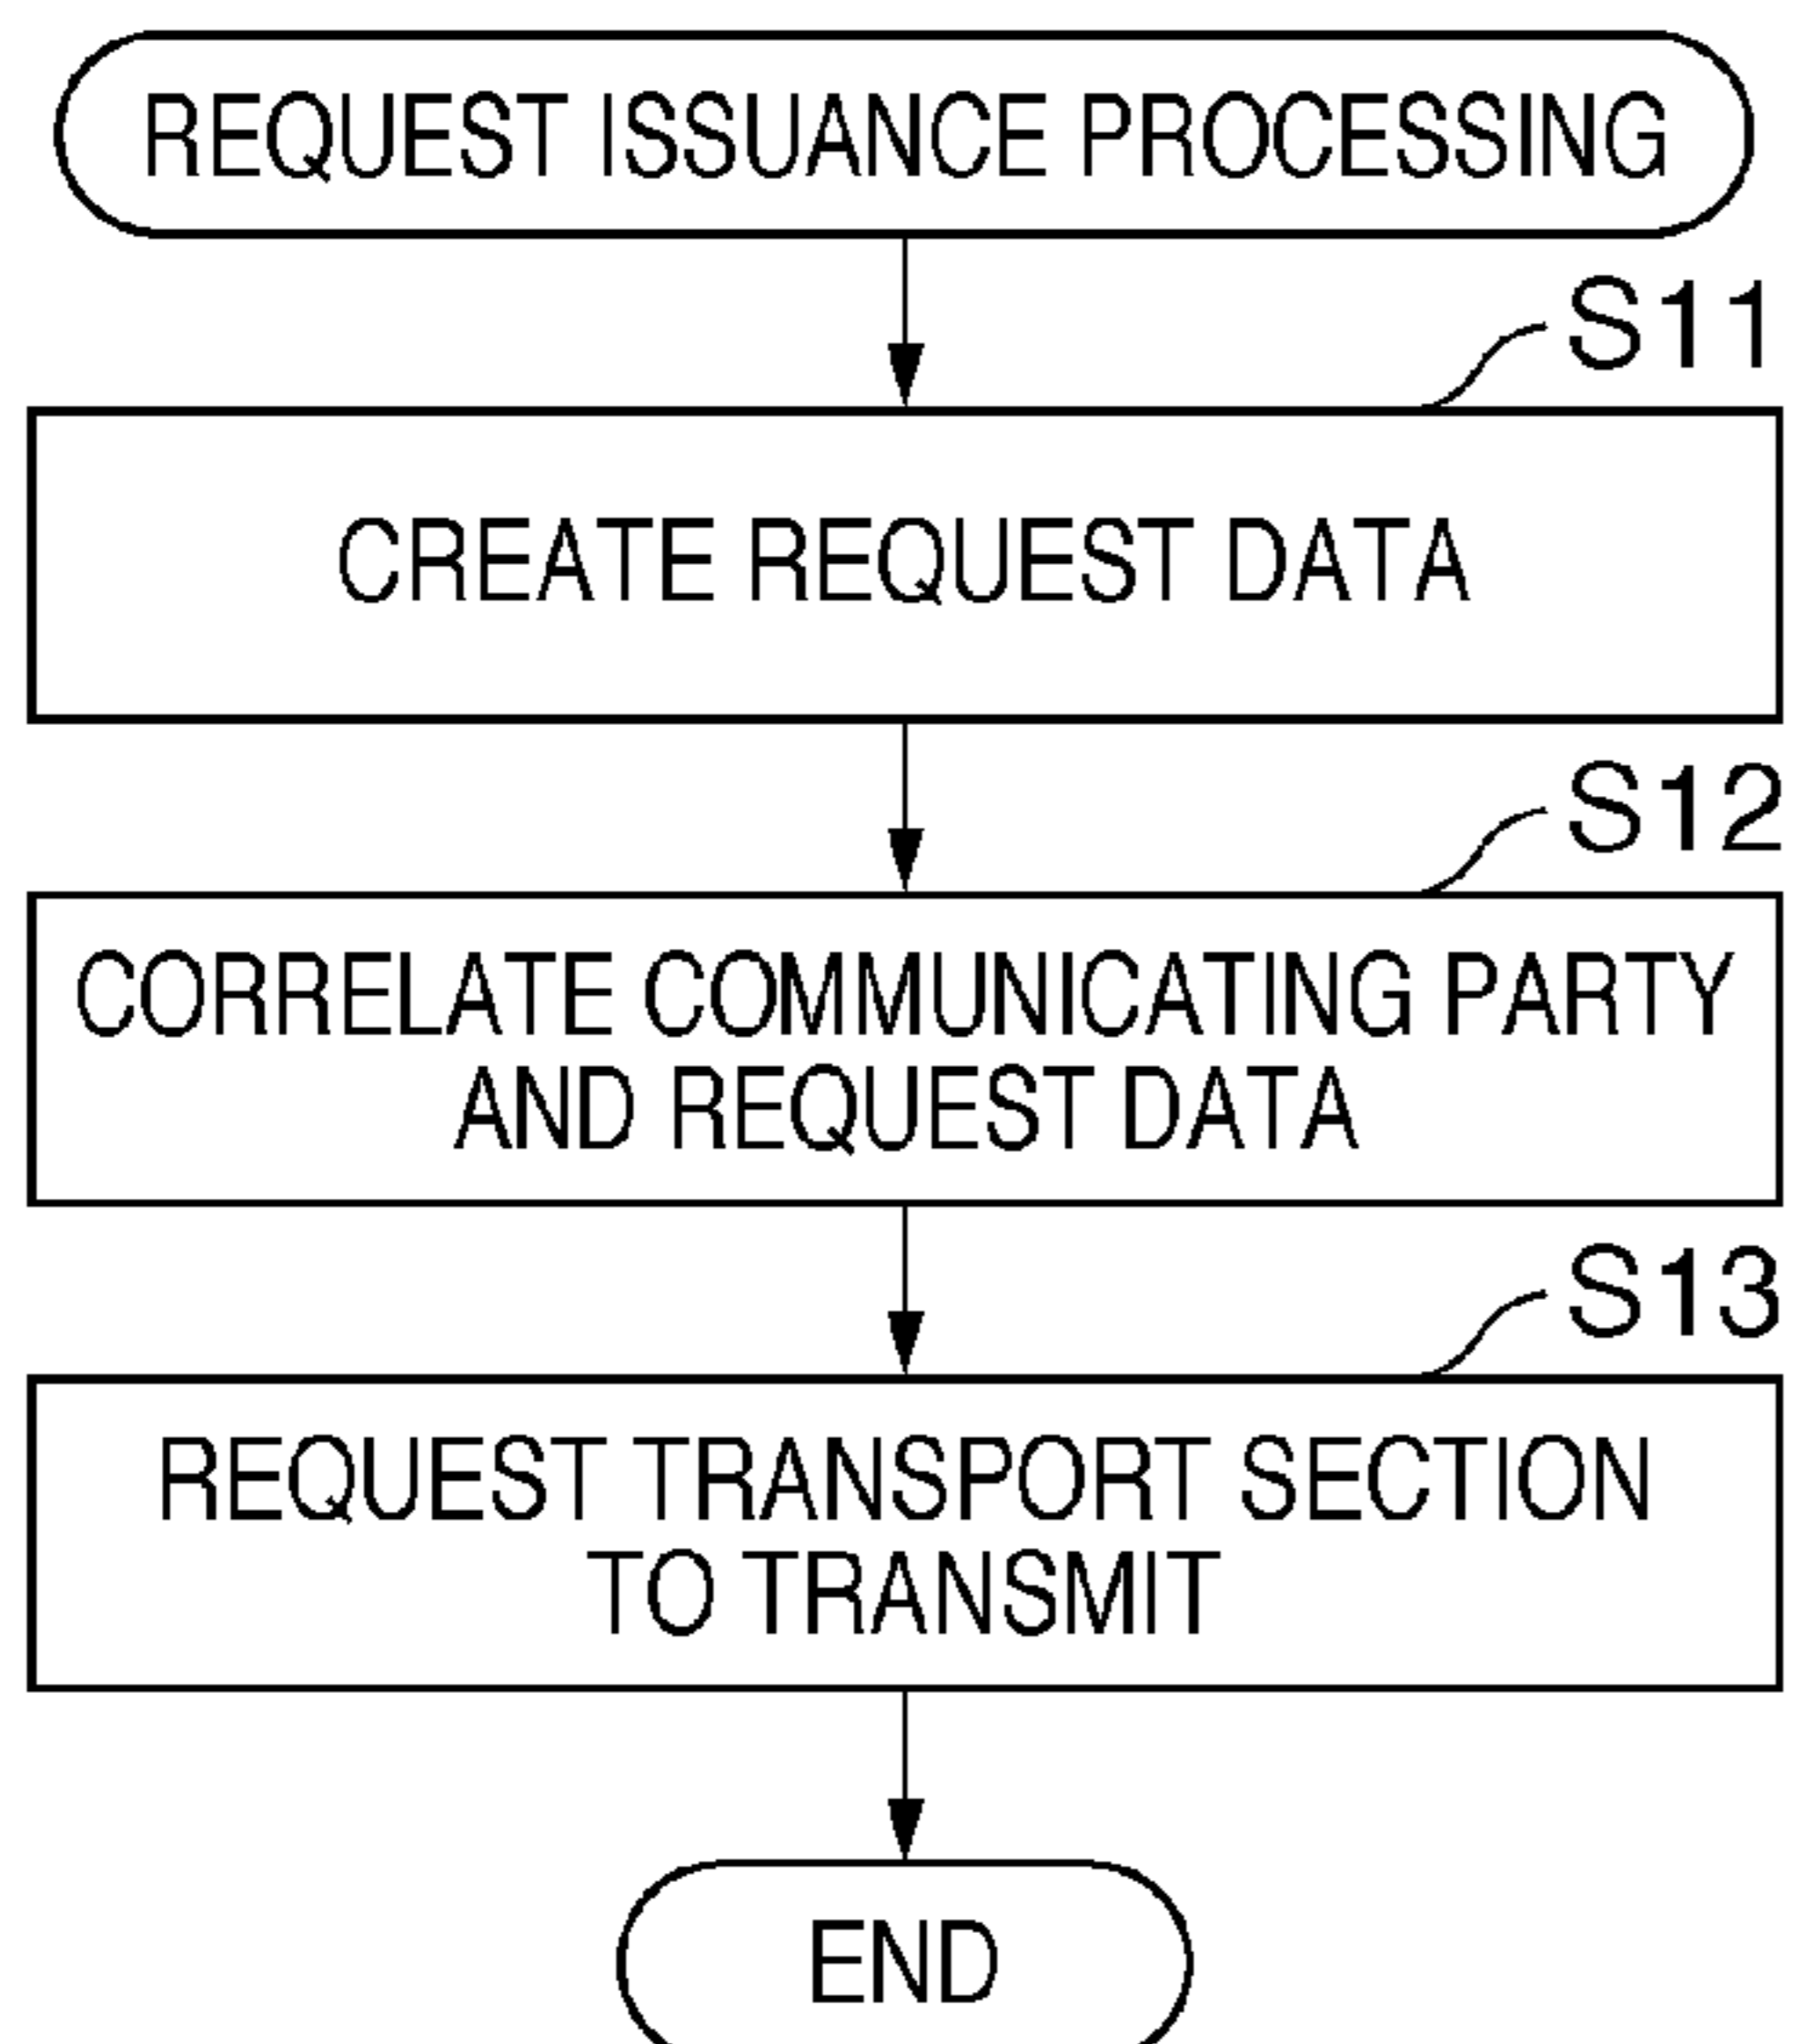 REQUEST ISSUANCE PROCESSING
S11
CREATE REQUEST DATA
S12
CORRELATE COMMUNICATING PARTY
AND REQUEST DATA
S13
REQUEST TRANSPORT SECTION
TO TRANSMIT
END